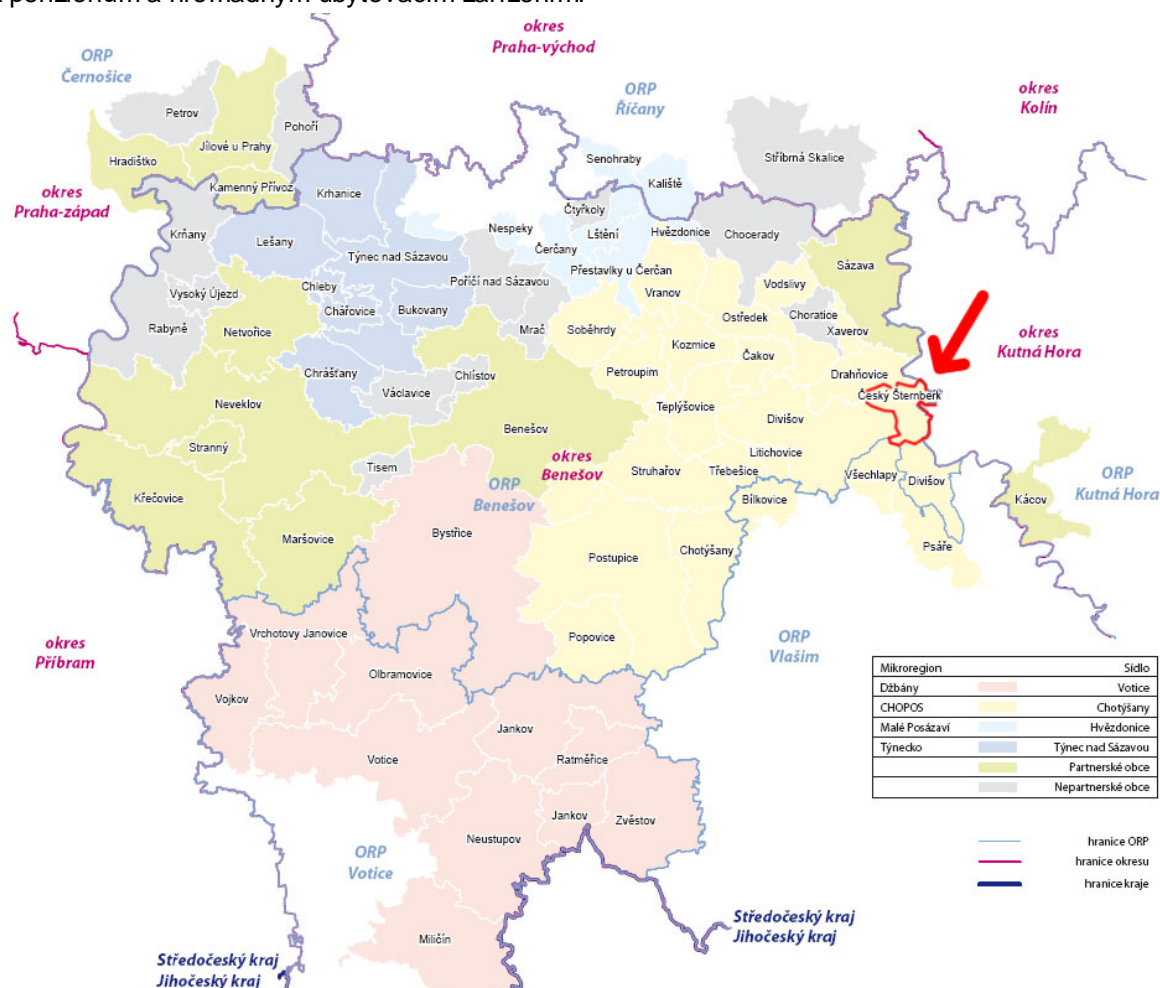 penzionům a hromadným ubytovacím zařízením.
okres
Praha-východ
ORP
Černošice
ORP
Říčany
okres
Kolín
Petrov
Pohoří
Jílové u Prahy
Hradištko
Kamenný Přívoz
Stříbrná Skalice
Senohraby
Kaliště
okres
Praha-západ
Krhanice
Čtyřkoly
Lštění
Hvězdonice
Nespeky
Čerčany
Chocerady
Krňany
Lešany
Týnec nad Sázavou
Přestavlky u Čerčan
Sázava
Vysoký Újezd
Chleby
Poříčí nad Sázavou
Vranov
Vodslivy
Chářovice
Bukovany
Ostředek
Choratice
Rabyně
Netvořice
Mrač
Soběhrdy
Xaverov
okres
Kutná Hora
Kozmice
Čakov
Chrášťany
Chlístov
Petroupim
Drahňovice
Václavice
Český Šternberk
Neveklov
Teplýšovice
Divišov
Benešov
Stranný
okres
Benešov
Litichovice
Tisem
Struhařov
Třebešice
Všechlapy
Divišov
ORP
Kutná Hora
Křečovice
ORP
Benešov
Bílkovice
Kácov
Bystřice
Maršovice
Psáře
Postupice
Chotýšany
okres
Příbram
Vrchotovy Janovice
Popovice
ORP
Vlašim
Olbramovice
Vojkov
Jankov
Votice
Ratměřice
Jankov
Zvěstov
Neustupov
ORP
Votice
Miličín
Středočeský kraj
Jihočeský kraj
Středočeský kraj
Jihočeský kraj
Mikroregion Sídlo
Džbány Votice
CHOPOS Chotýšany
Malé Posázaví Hvězdonice
Týnecko Týnec nad Sázavou
Partnerské obce
Nepartnerské obce
hranice ORP
hranice okresu
hranice kraje